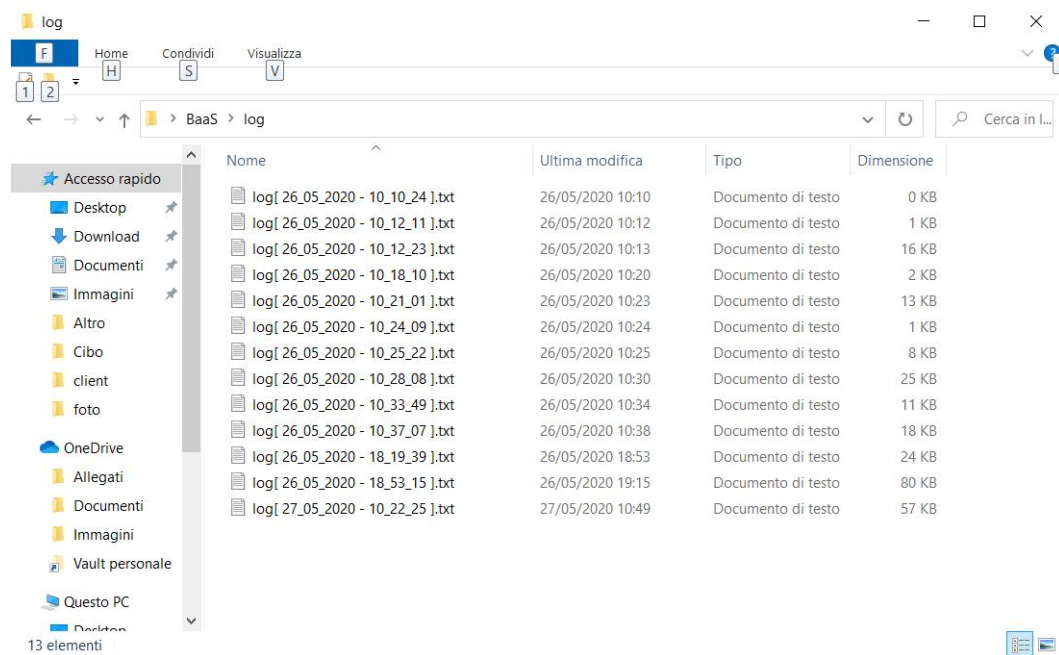 log
F Home Condividi Visualizza ?
H S V
1 2
BaaS > log
Cerca in l...
Nome Ultima modifica Tipo Dimensione
Accesso rapido
Desktop
Download
Documenti
Immagini
Altro
Cibo
client
foto
OneDrive
Allegati
Documenti
Immagini
Vault personale
Questo PC
Desktop
log[ 26_05_2020 - 10_10_24 ].txt 26/05/2020 10:10 Documento di testo 0 KB
log[ 26_05_2020 - 10_12_11 ].txt 26/05/2020 10:12 Documento di testo 1 KB
log[ 26_05_2020 - 10_12_23 ].txt 26/05/2020 10:13 Documento di testo 16 KB
log[ 26_05_2020 - 10_18_10 ].txt 26/05/2020 10:20 Documento di testo 2 KB
log[ 26_05_2020 - 10_21_01 ].txt 26/05/2020 10:23 Documento di testo 13 KB
log[ 26_05_2020 - 10_24_09 ].txt 26/05/2020 10:24 Documento di testo 1 KB
log[ 26_05_2020 - 10_25_22 ].txt 26/05/2020 10:25 Documento di testo 8 KB
log[ 26_05_2020 - 10_28_08 ].txt 26/05/2020 10:30 Documento di testo 25 KB
log[ 26_05_2020 - 10_33_49 ].txt 26/05/2020 10:34 Documento di testo 11 KB
log[ 26_05_2020 - 10_37_07 ].txt 26/05/2020 10:38 Documento di testo 18 KB
log[ 26_05_2020 - 18_19_39 ].txt 26/05/2020 18:53 Documento di testo 24 KB
log[ 26_05_2020 - 18_53_15 ].txt 26/05/2020 19:15 Documento di testo 80 KB
log[ 27_05_2020 - 10_22_25 ].txt 27/05/2020 10:49 Documento di testo 57 KB
13 elementi